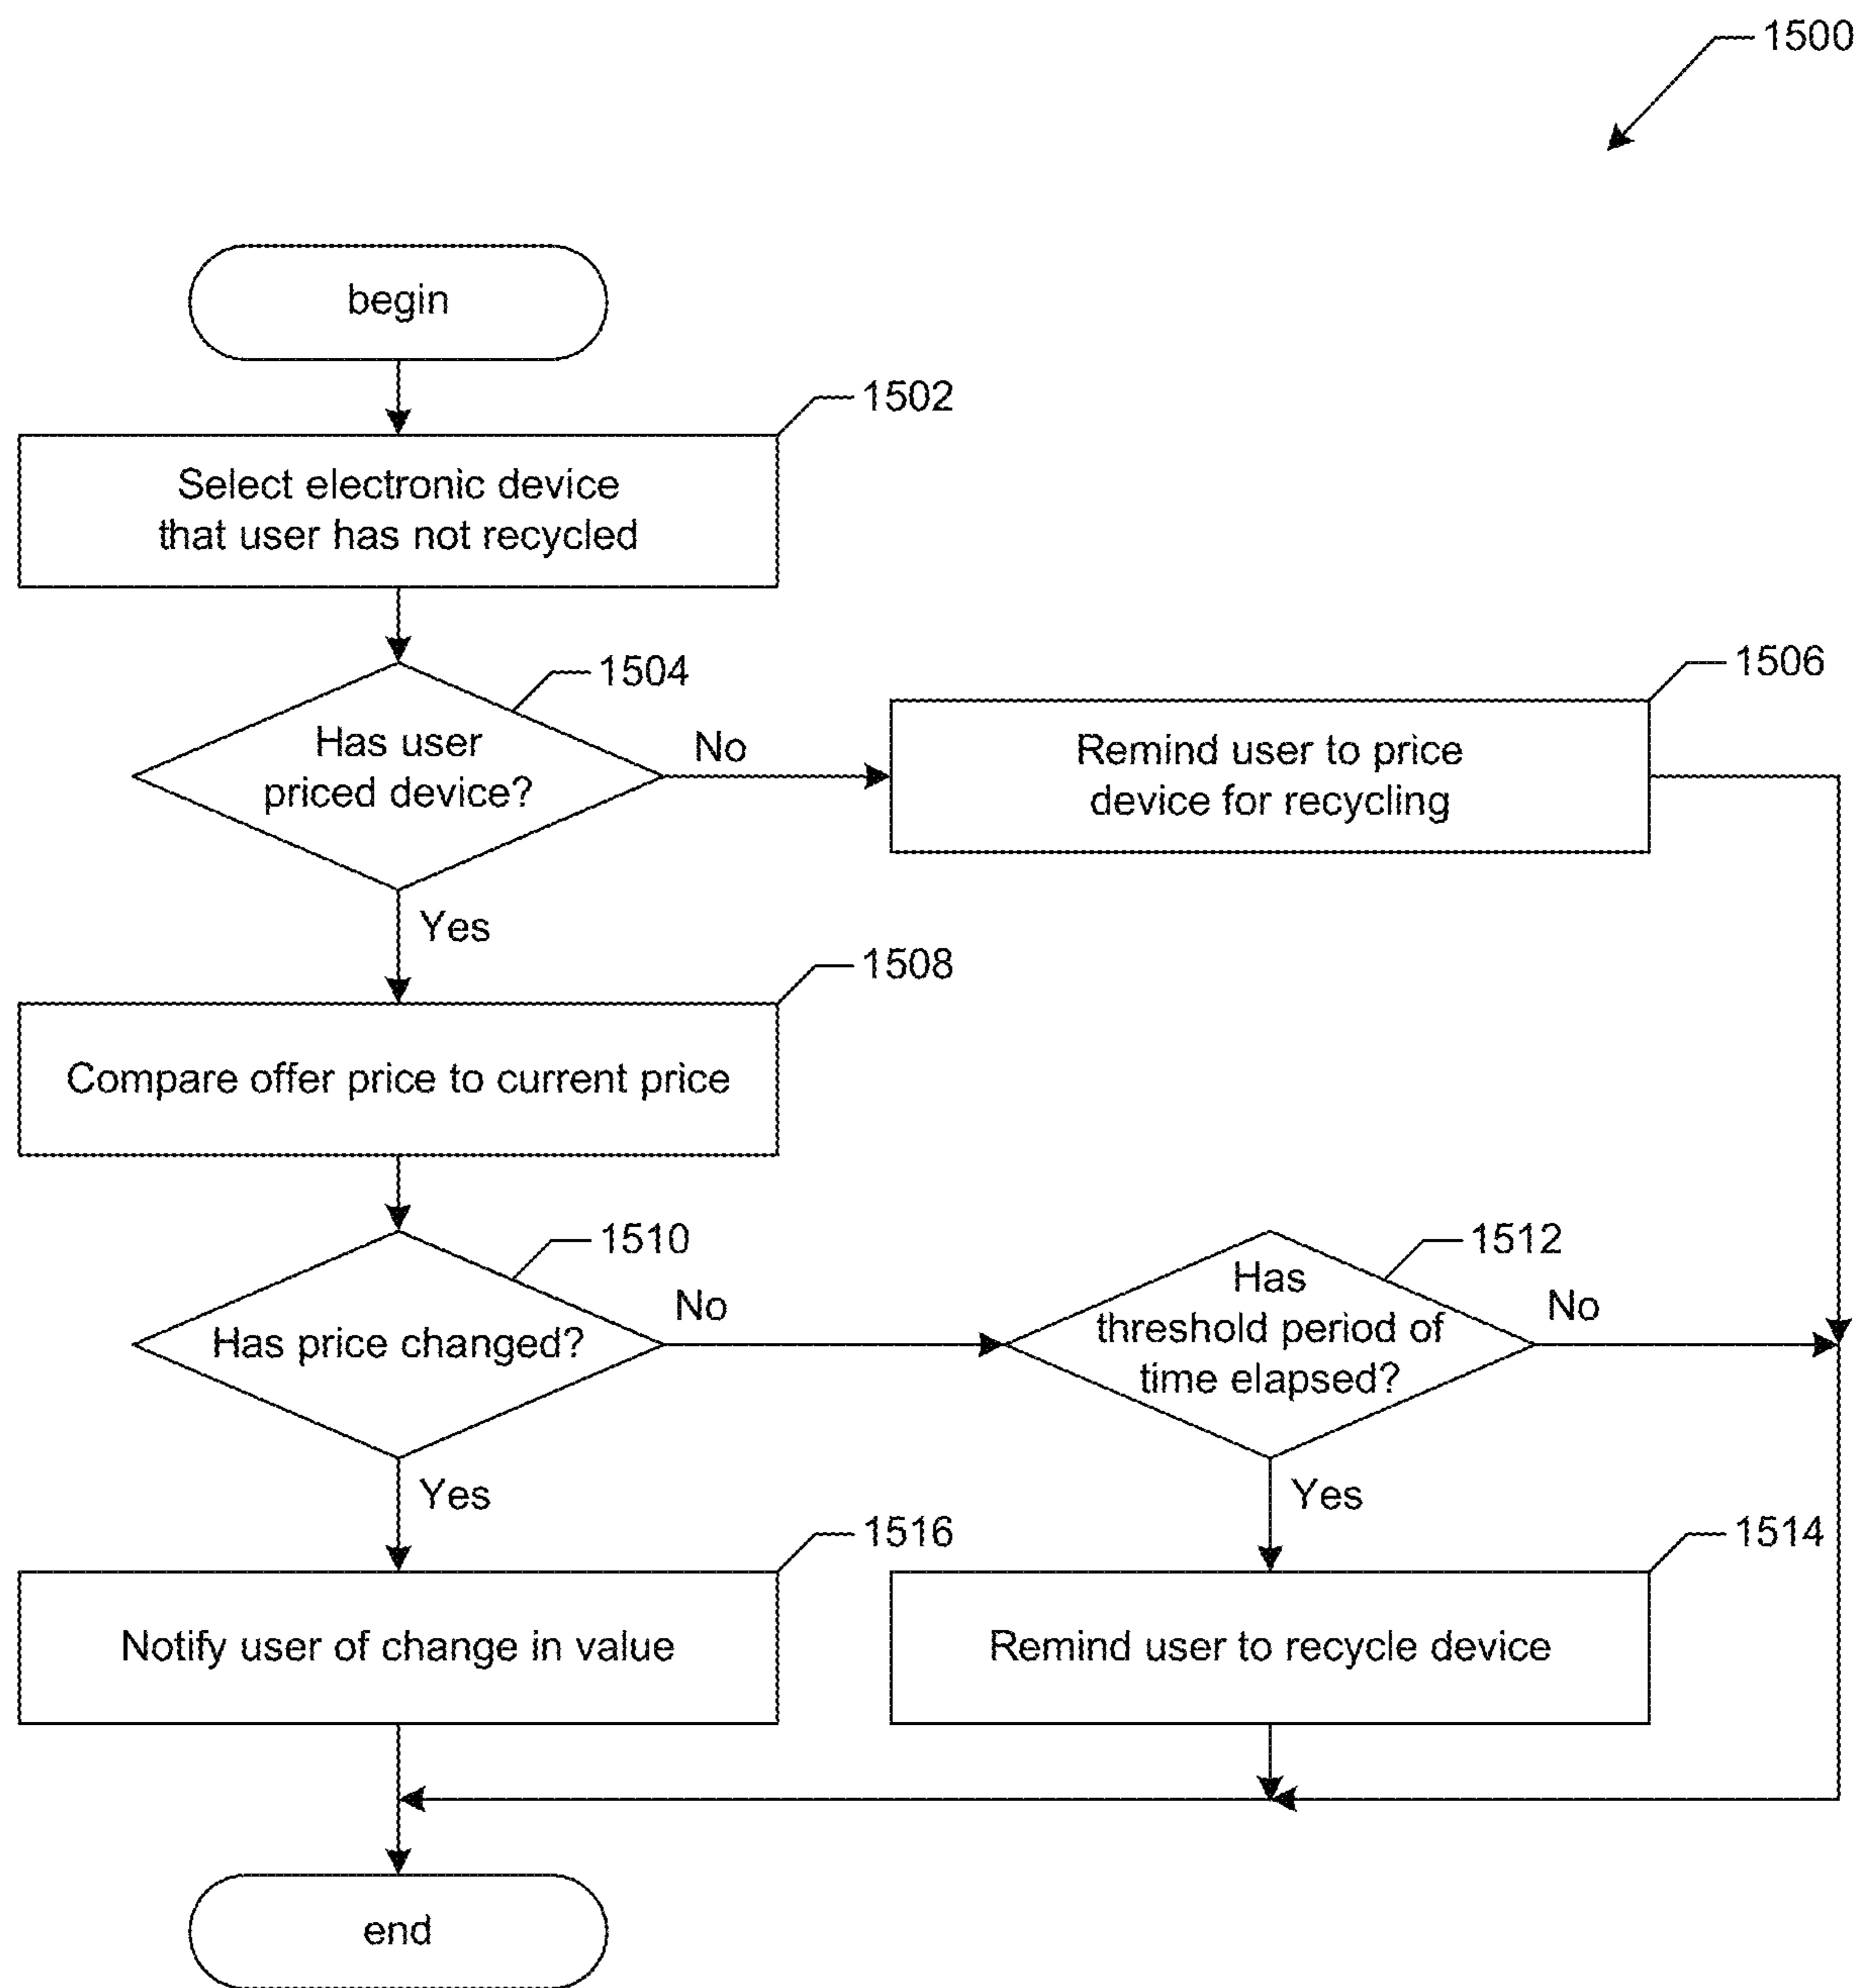 1500
begin
1502
Select electronic device
that user has not recycled
1504
Has user
priced device?
No
1506
Remind user to price
device for recycling
Yes
1508
Compare offer price to current price
1510
Has price changed?
No
1512
Has
threshold period of
time elapsed?
No
Yes
Yes
1516
Notify user of change in value
1514
Remind user to recycle device
end